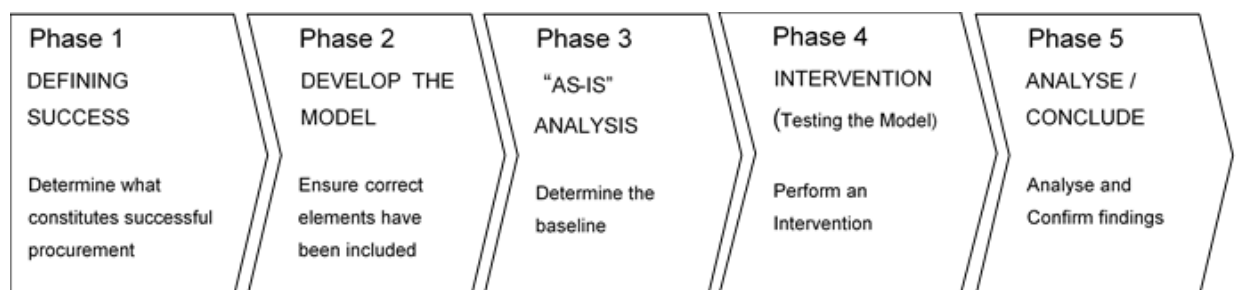 Phase 1
DEFINING
SUCCESS
Determine what
constitutes successful
procurement
Phase 2
DEVELOP THE
MODEL
Ensure correct
elements have
been included
Phase 3
“AS-IS”
ANALYSIS
Determine the
baseline
Phase 4
INTERVENTION
(Testing the Model)
Perform an
Intervention
Phase 5
ANALYSE /
CONCLUDE
Analyse and
Confirm findings